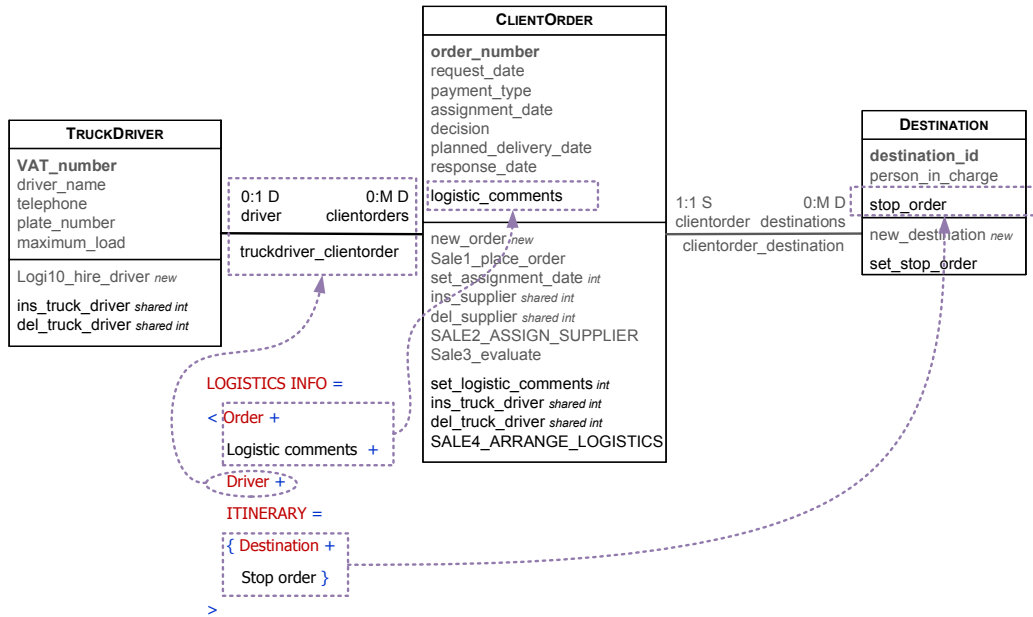 CLIENTORDER
order_number
request_date
payment_type
assignment_date
decision
planned_delivery_date
response_date
logistic_comments
new_order new
Sale1_place_order
set_assignment_date int
ins_supplier shared int
del_supplier shared int
SALE2_ASSIGN_SUPPLIER
Sale3_evaluate
set_logistic_comments int
ins_truck_driver shared int
del_truck_driver shared int
SALE4_ARRANGE_LOGISTICS
TRUCKDRIVER
VAT_number
driver_name
telephone
plate_number
maximum_load
Logi10_hire_driver new
ins_truck_driver shared int
del_truck_driver shared int
0:1 D 0:M D
driver clientorders
truckdriver_clientorder
1:1 S 0:M D
clientorder destinations
clientorder_destination
DESTINATION
destination_id
person_in_charge
stop_order
new_destination new
set_stop_order
LOGISTICS INFO =
< Order +
Logistic comments +
Driver +
ITINERARY =
{ Destination +
Stop order }
>